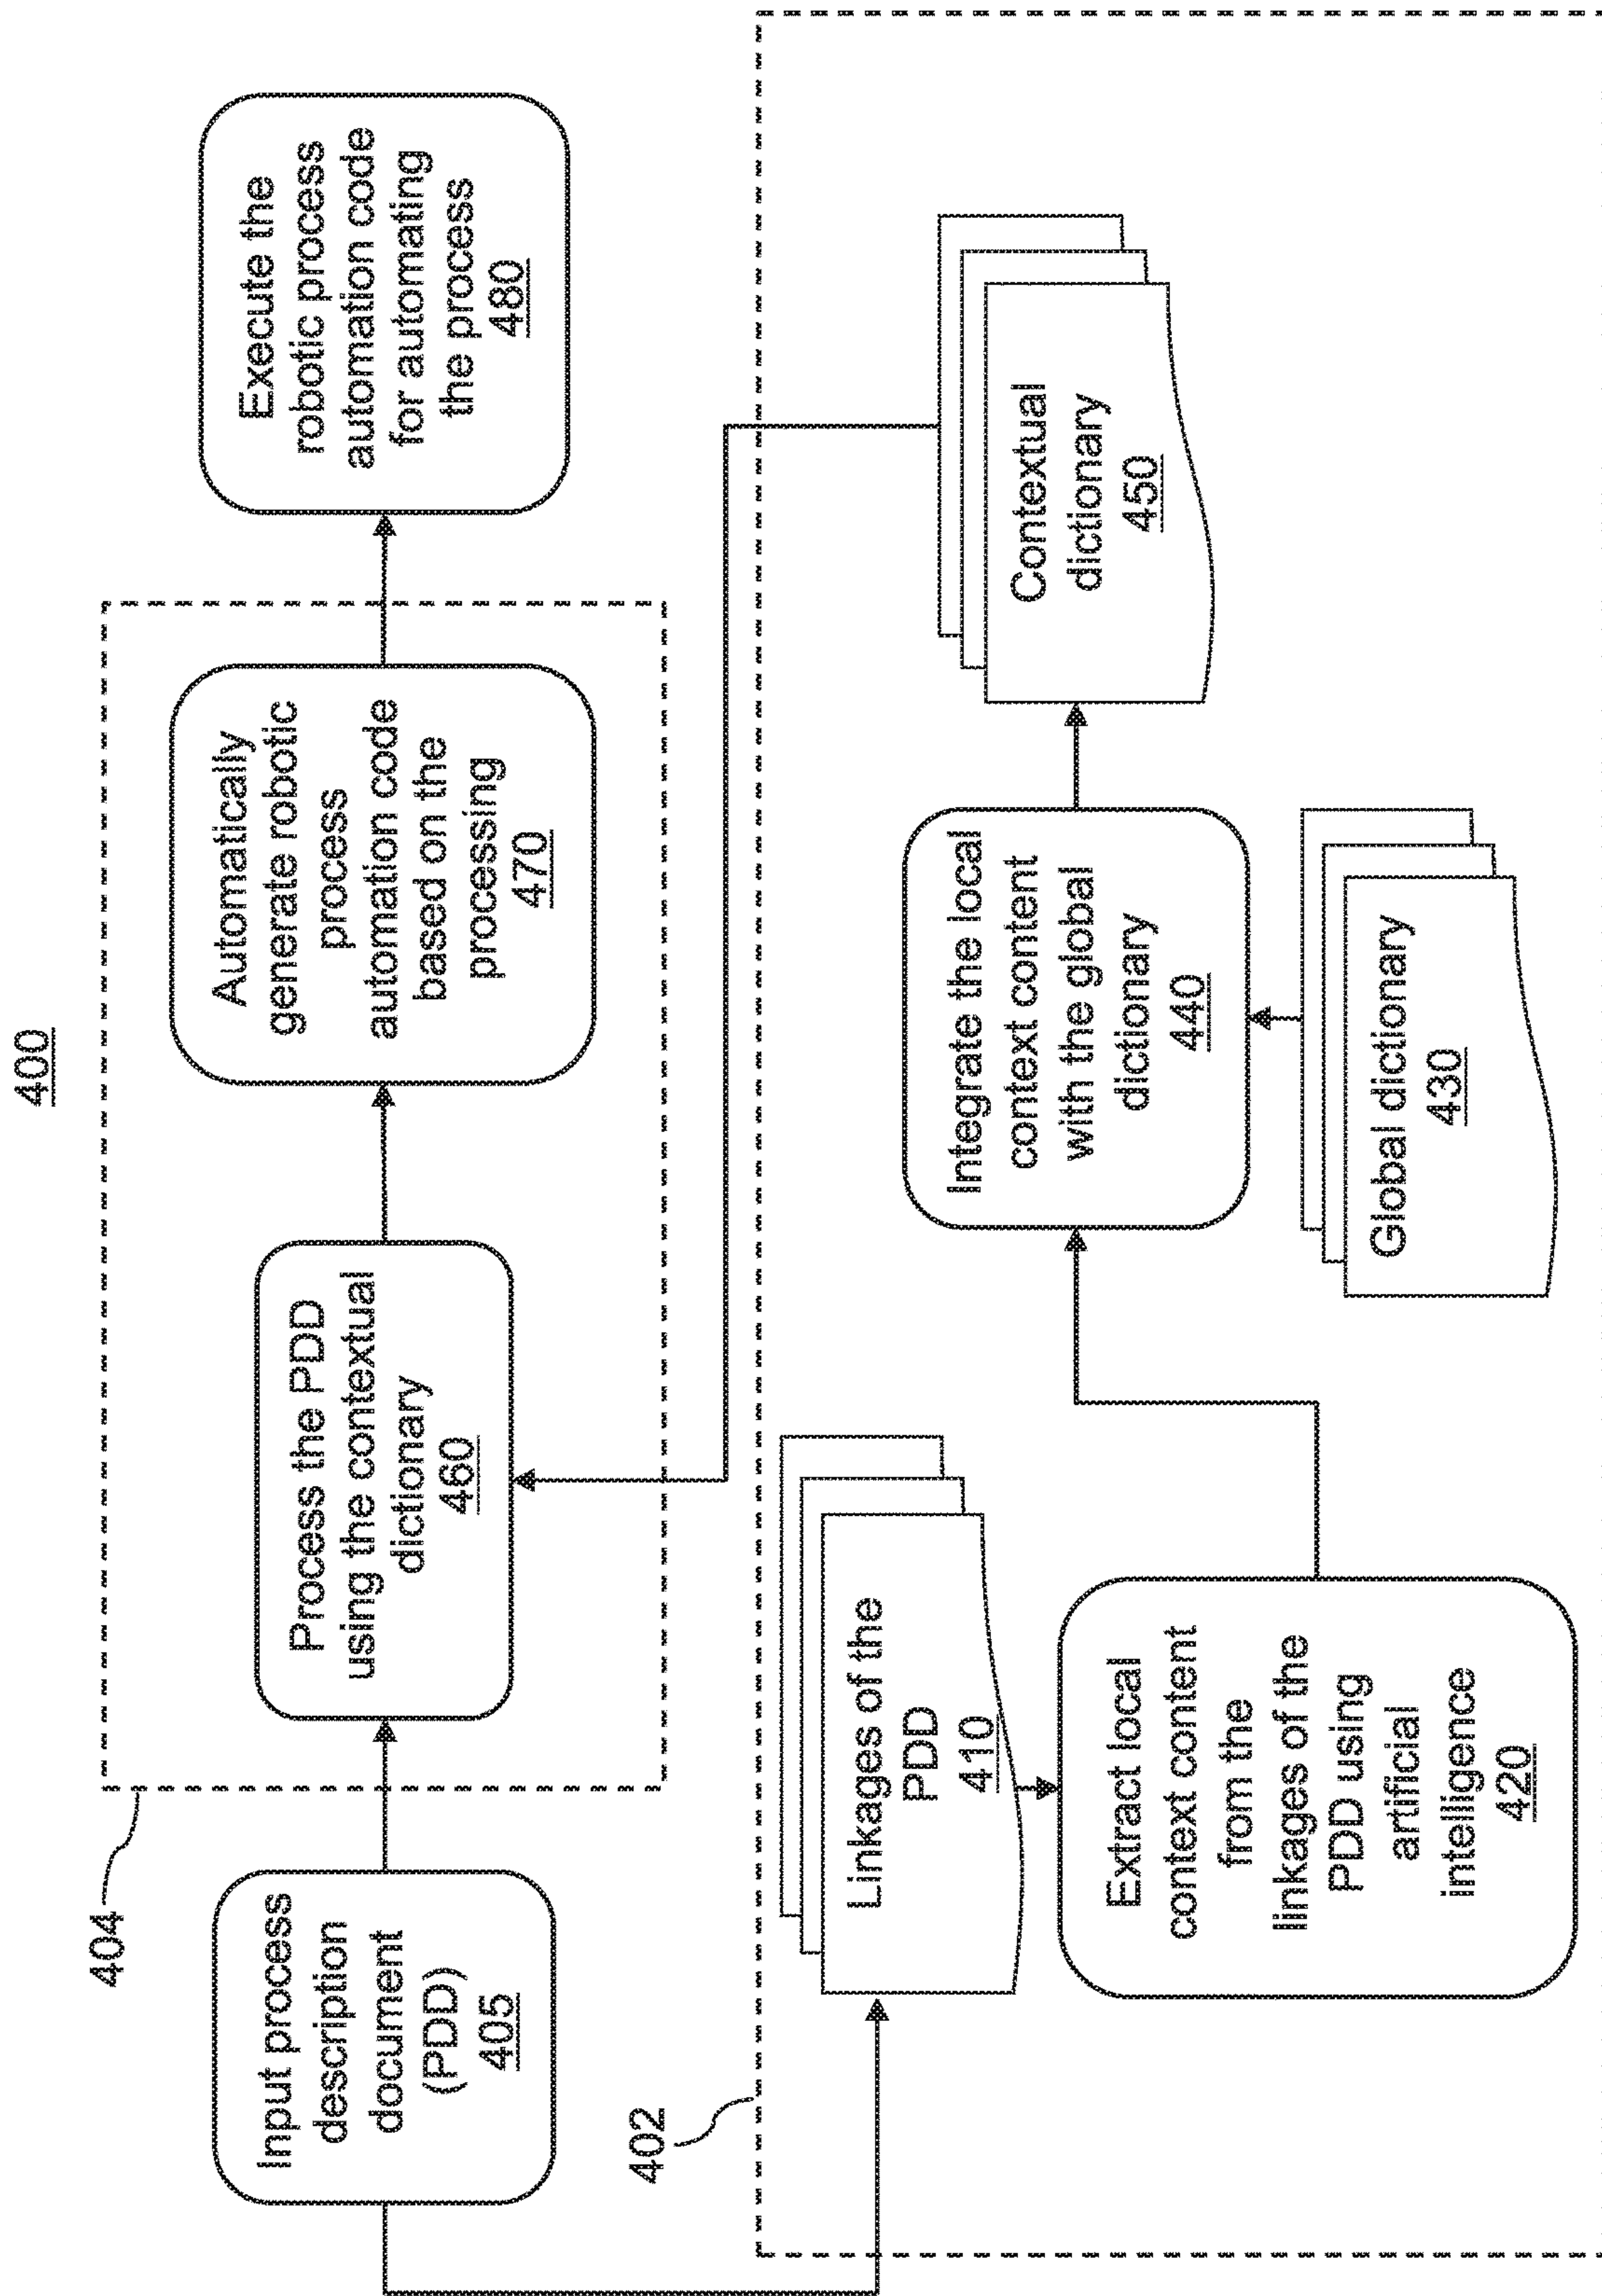 400
404
Input process
description
document
(PDD)
405
Process the PDD
using the contextual
dictionary
460
Automatically
generate robotic
process
automation code
based on the
processing
470
Execute the
robotic process
automation code
for automating
the process
480
402
Linkages of the
PDD
410
Extract local
context content
from the
linkages of the
PDD using
artificial
intelligence
420
Integrate the local
context content
with the global
dictionary
440
Global dictionary
430
Contextual
dictionary
450